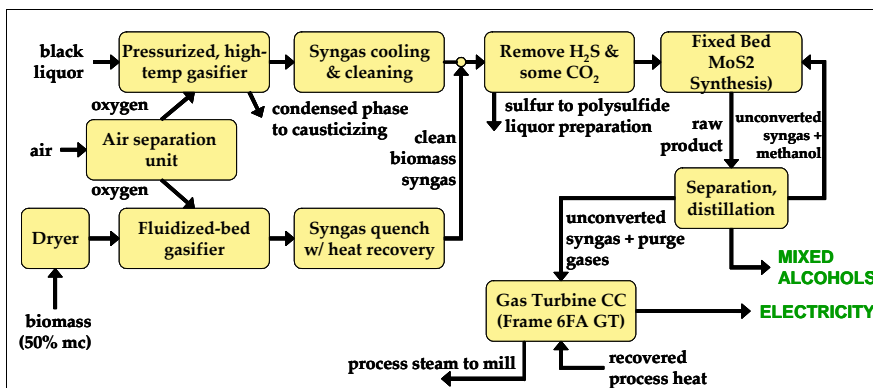 black
liquor
Pressurized, high-
temp gasifier
Syngas cooling
& cleaning
Remove H₂S &
some CO₂
Fixed Bed
MoS2
Synthesis)
oxygen
condensed phase
to causticizing
sulfur to polysulfide
liquor preparation
raw
product
unconverted
syngas +
methanol
air
Air separation
unit
clean
biomass
syngas
oxygen
Separation,
distillation
Dryer
Fluidized-bed
gasifier
Syngas quench
w/ heat recovery
unconverted
syngas + purge
gases
MIXED
ALCOHOLS
biomass
(50% mc)
Gas Turbine CC
(Frame 6FA GT)
ELECTRICITY
process steam to mill
recovered
process heat